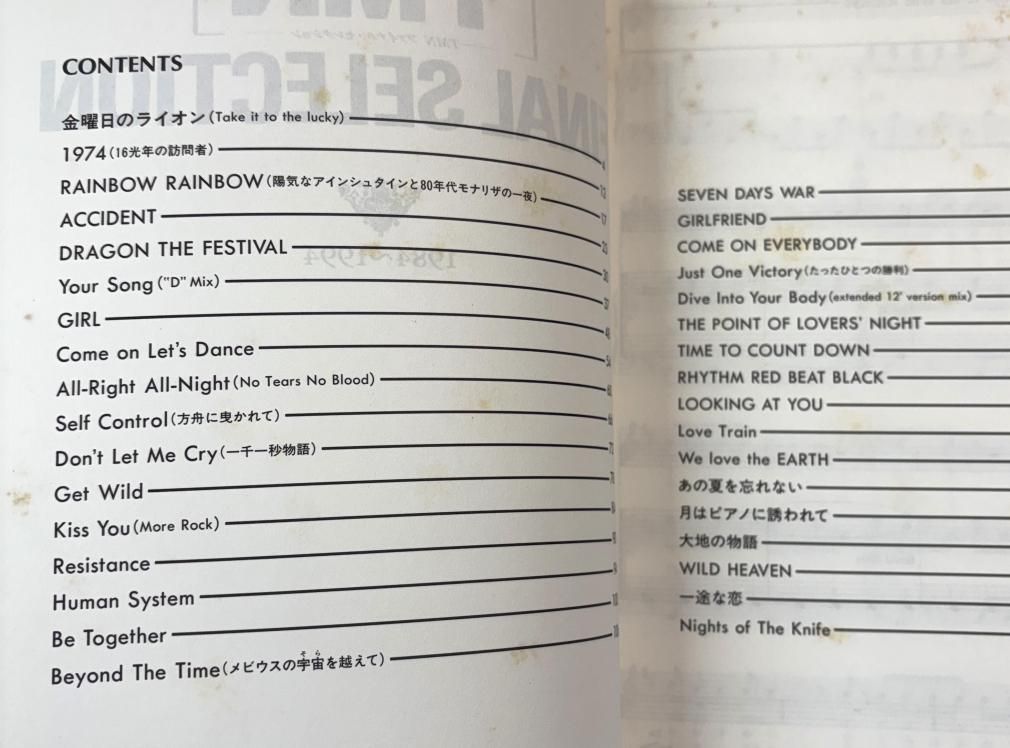 CONTENTS
金曜日のライオン(Take it to the lucky)
1974(16光年の訪問者)
RAINBOW RAINBOW(陽気なアインシュタインと80年代モナリザの一夜)
ACCIDENT
DRAGON THE FESTIVAL
Your Song("D" Mix)
GIRL
Come on Let's Dance
All-Right All-Night(No Tears No Blood)
Self Control(方舟に曳かれて)
Don't Let Me Cry(一千一秒物語)
Get Wild
Kiss You(More Rock)
Resistance
Human System
Be Together
Beyond The Time(メビウスの宇宙を越えて)
SEVEN DAYS WAR
GIRLFRIEND
COME ON EVERYBODY
Just One Victory(たったひとつの勝利)
Dive Into Your Body(extended 12" version mix)
THE POINT OF LOVERS' NIGHT
TIME TO COUNT DOWN
RHYTHM RED BEAT BLACK
LOOKING AT YOU
Love Train
We love the EARTH
あの夏を忘れない
月はピアノに誘われて
大地の物語
WILD HEAVEN
一途な恋
Nights of The Knife